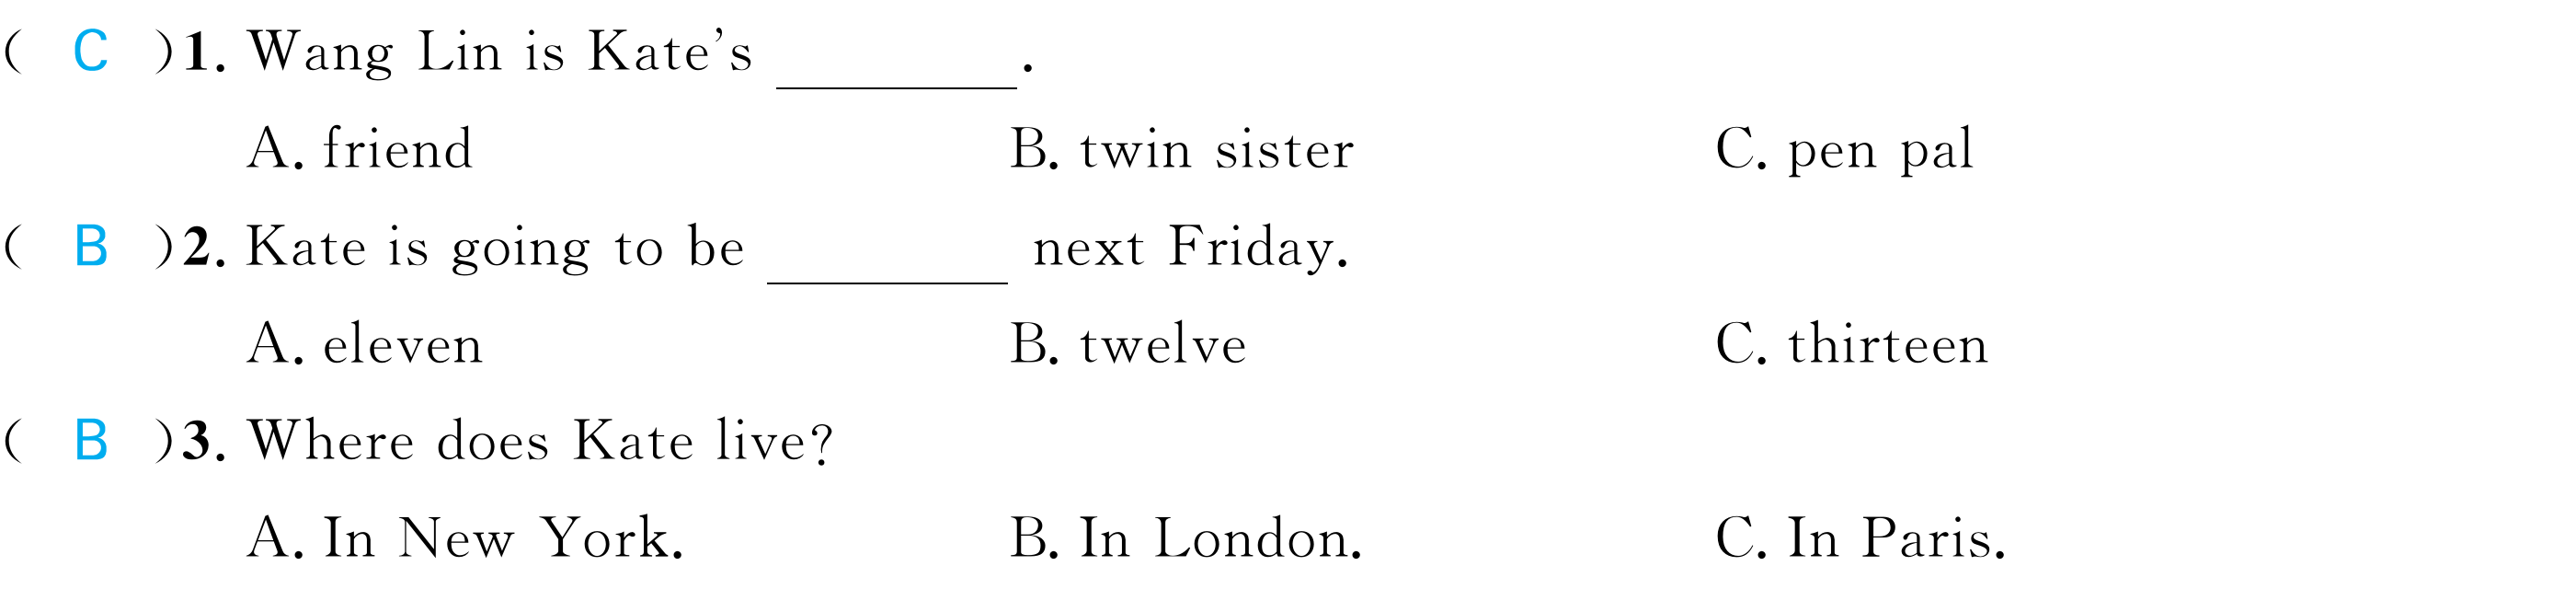 ( C )1. Wang Lin is Kate's ________.
A. friend B. twin sister C. pen pal
( B )2. Kate is going to be ________ next Friday.
A. eleven B. twelve C. thirteen
( B )3. Where does Kate live?
A. In New York. B. In London. C. In Paris.